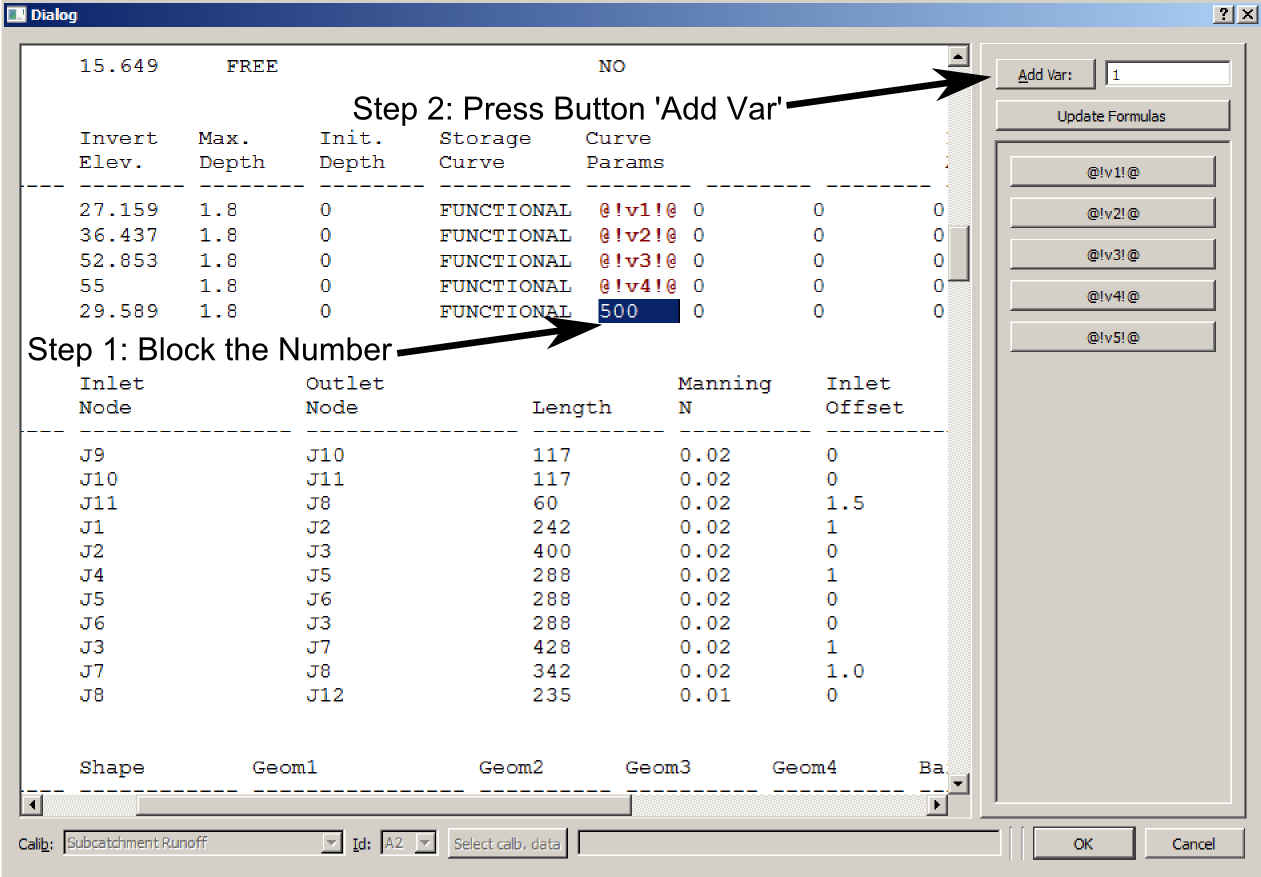 Dialog
15.649 FREE NO
Add Var: 1
Step 2: Press Button 'Add Var'
Update Formulas
Invert Max. Init. Storage Curve
Elev. Depth Depth Curve Params
---- -------- -------- -------- ---------- -------- -------- --------
27.159 1.8 0 FUNCTIONAL @!v1!@ 0 0 0
36.437 1.8 0 FUNCTIONAL @!v2!@ 0 0 0
52.853 1.8 0 FUNCTIONAL @!v3!@ 0 0 0
55 1.8 0 FUNCTIONAL @!v4!@ 0 0 0
29.589 1.8 0 FUNCTIONAL 500 0 0 0
@!v1!@
@!v2!@
@!v3!@
@!v4!@
@!v5!@
Step 1: Block the Number
Inlet Outlet Manning Inlet
Node Node Length N Offset
---- ---------------- ---------------- ---------- ---------- ----------
J9 J10 117 0.02 0
J10 J11 117 0.02 0
J11 J8 60 0.02 1.5
J1 J2 242 0.02 1
J2 J3 400 0.02 0
J4 J5 288 0.02 1
J5 J6 288 0.02 0
J6 J3 288 0.02 0
J3 J7 428 0.02 1
J7 J8 342 0.02 1.0
J8 J12 235 0.01 0
Shape Geom1 Geom2 Geom3 Geom4 Ba
---- ------------ ---------------- ---------- ---------- ----------
Calib: Subcatchment Runoff Id: A2 Select calb, data OK Cancel